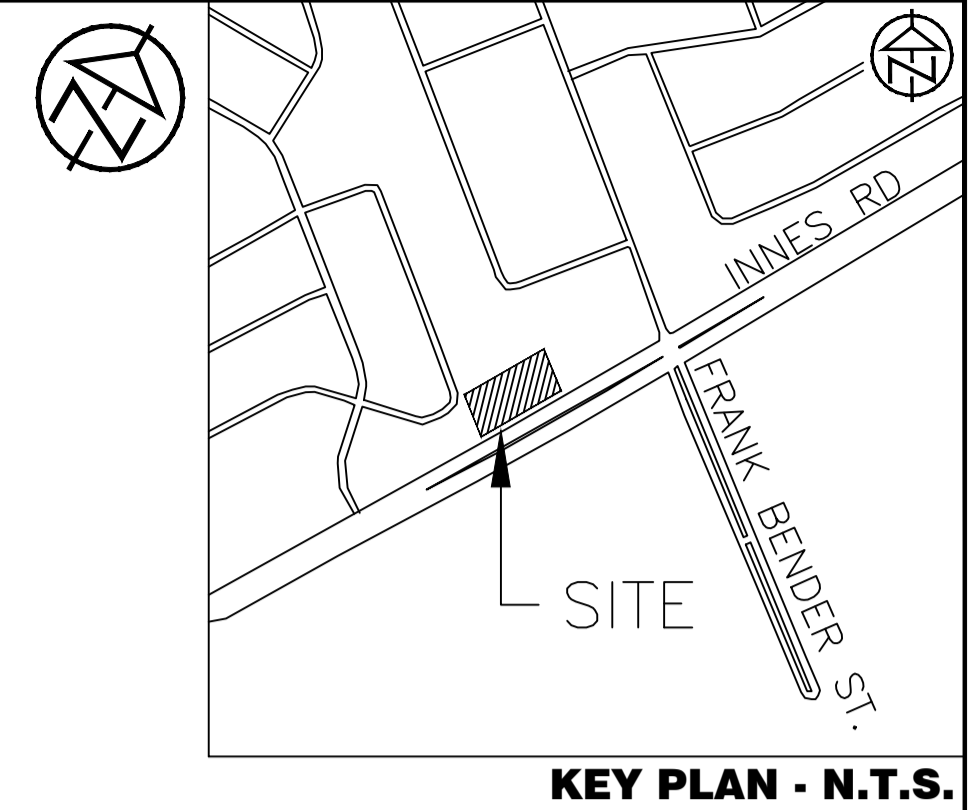 N
N
INNES RD
FRANK BENDER ST.
SITE
KEY PLAN - N.T.S.